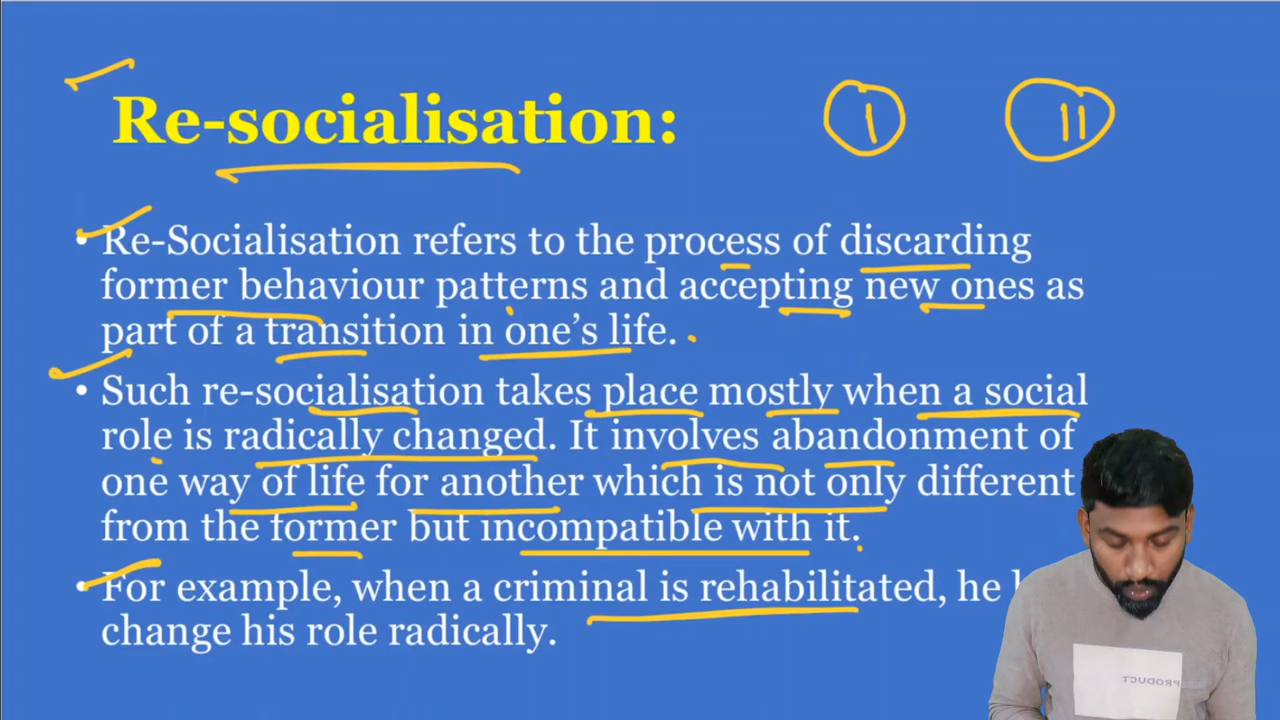 Re-socialisation:
I
II
• Re-Socialisation refers to the process of discarding
former behaviour patterns and accepting new ones as
part of a transition in one’s life.
• Such re-socialisation takes place mostly when a social
role is radically changed. It involves abandonment of
one way of life for another which is not only different
from the former but incompatible with it.
• For example, when a criminal is rehabilitated, he
change his role radically.
PRODUCT